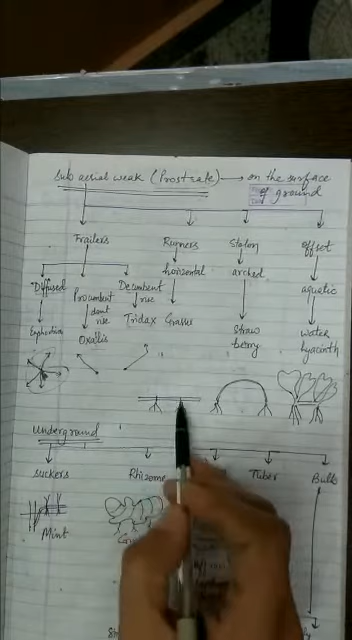 Sub aerial weak (Prostrate) → on the surface
of ground
Trailers Runners Stolon offset
horizontal arched aquatic
Diffused Procumbent Decumbent
dont rise rise
Euphorbia Oxalis Tridax Grasses Straw berry water hyacinth
Underground
Suckers Rhizome Tuber Bulb
Mint